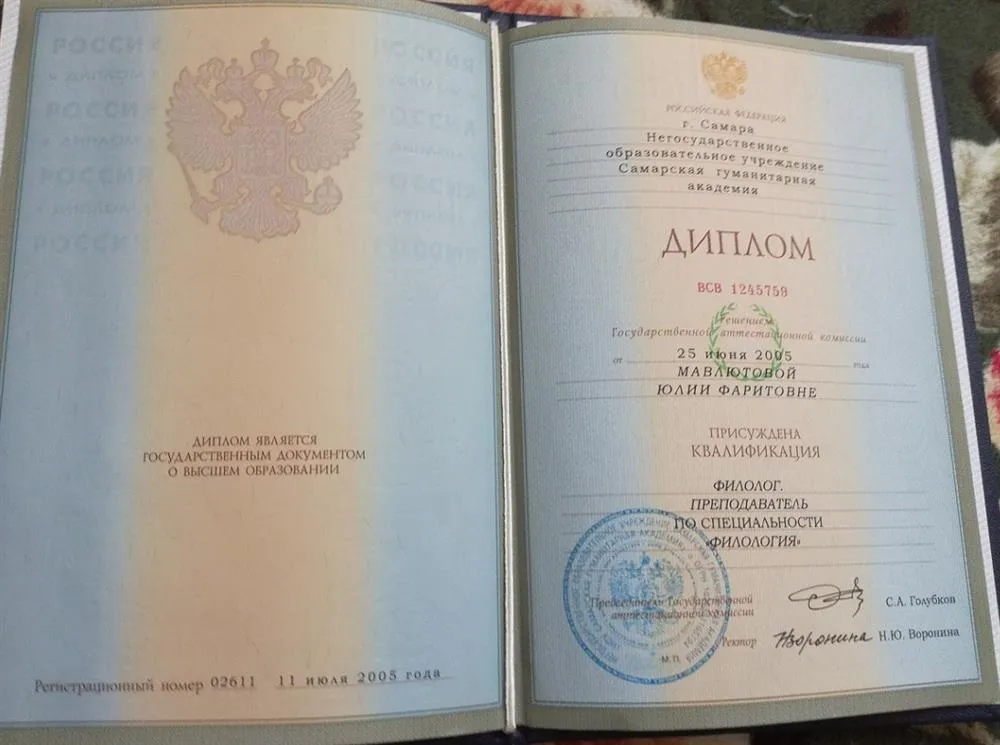 ДИПЛОМ ЯВЛЯЕТСЯ
ГОСУДАРСТВЕННЫМ ДОКУМЕНТОМ
О ВЫСШЕМ ОБРАЗОВАНИИ
Регистрационный номер 02611 11 июля 2005 года
РОССИЙСКАЯ ФЕДЕРАЦИЯ
г. Самара
Негосударственное
образовательное учреждение
Самарская гуманитарная
академия
ДИПЛОМ
ВСВ 1245759
Решением
Государственной аттестационной комиссии
от 25 июня 2005 года
МАВЛЮТОВОЙ
ЮЛИИ ФАРИТОВНЕ
ПРИСУЖДЕНА
КВАЛИФИКАЦИЯ
ФИЛОЛОГ.
ПРЕПОДАВАТЕЛЬ
ПО СПЕЦИАЛЬНОСТИ
«ФИЛОЛОГИЯ»
Председатель Государственной
аттестационной комиссии
С.А. Голубков
Ректор Воронина Н.Ю. Воронина
М.П.